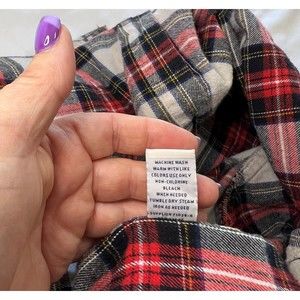 MACHINE WASH
WARM WITH LIKE
COLORS USE ONLY
NON-CHLORINE
BLEACH
WHEN NEEDED
TUMBLE DRY STEAM
IRON AS NEEDED